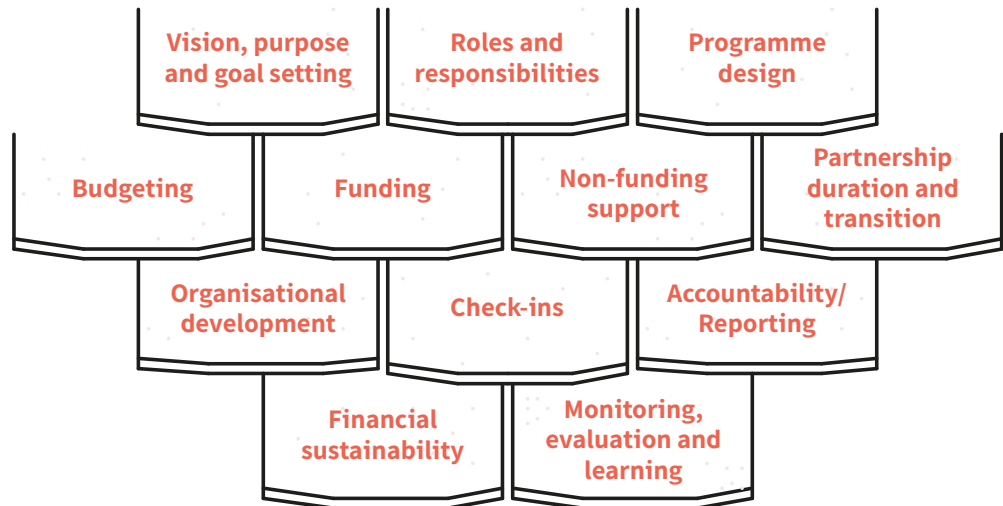 Vision, purpose
and goal setting
Roles and
responsibilities
Programme
design
Budgeting
Funding
Non-funding
support
Partnership
duration and
transition
Organisational
development
Check-ins
Accountability/
Reporting
Financial
sustainability
Monitoring,
evaluation and
learning